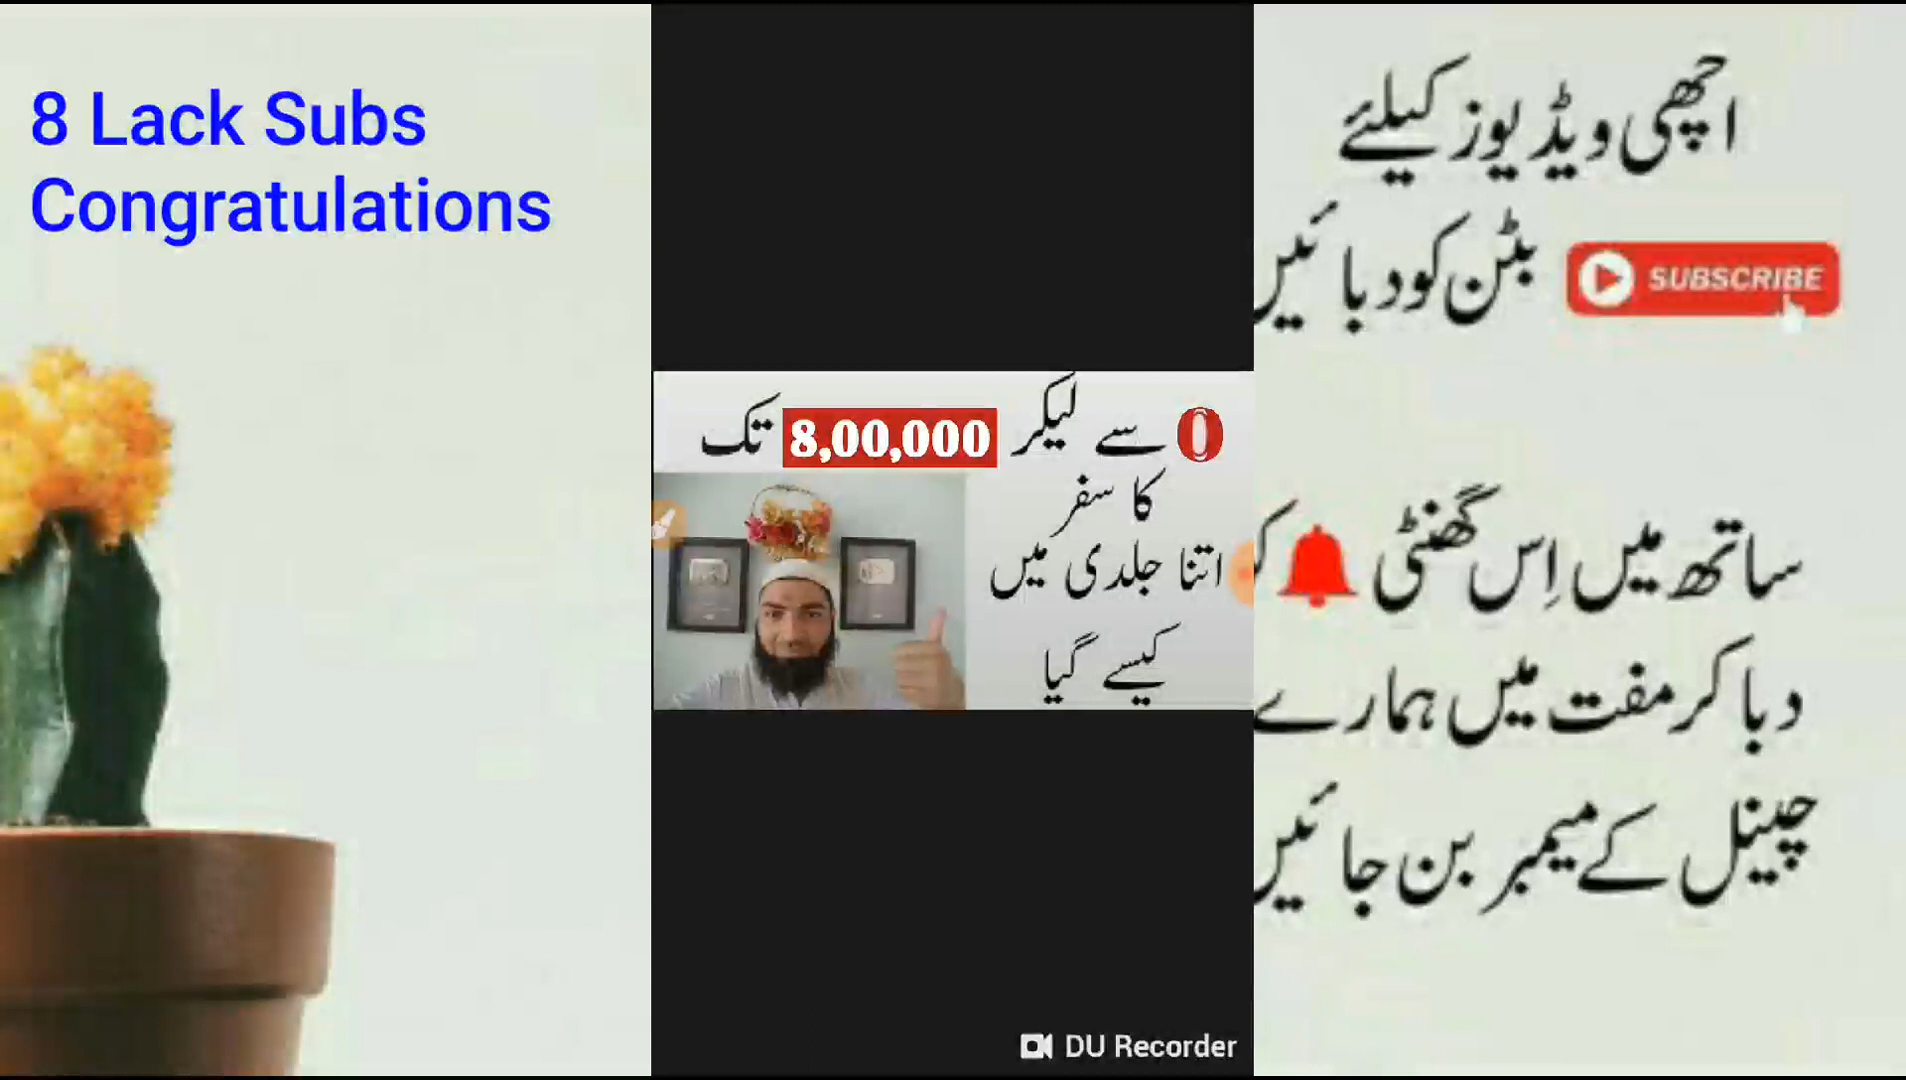 8 Lack Subs
Congratulations
0 سے لیکر 8,00,000 تک
کا سفر
اتنا جلدی میں
کیسے گیا
DU Recorder
اچھی ویڈیوز کیلئے
SUBSCRIBE بٹن کو دبائیں
ساتھ میں اِس گھنٹی
دبا کر مفت میں ہمارے
چینل کے میمبر بن جائیں